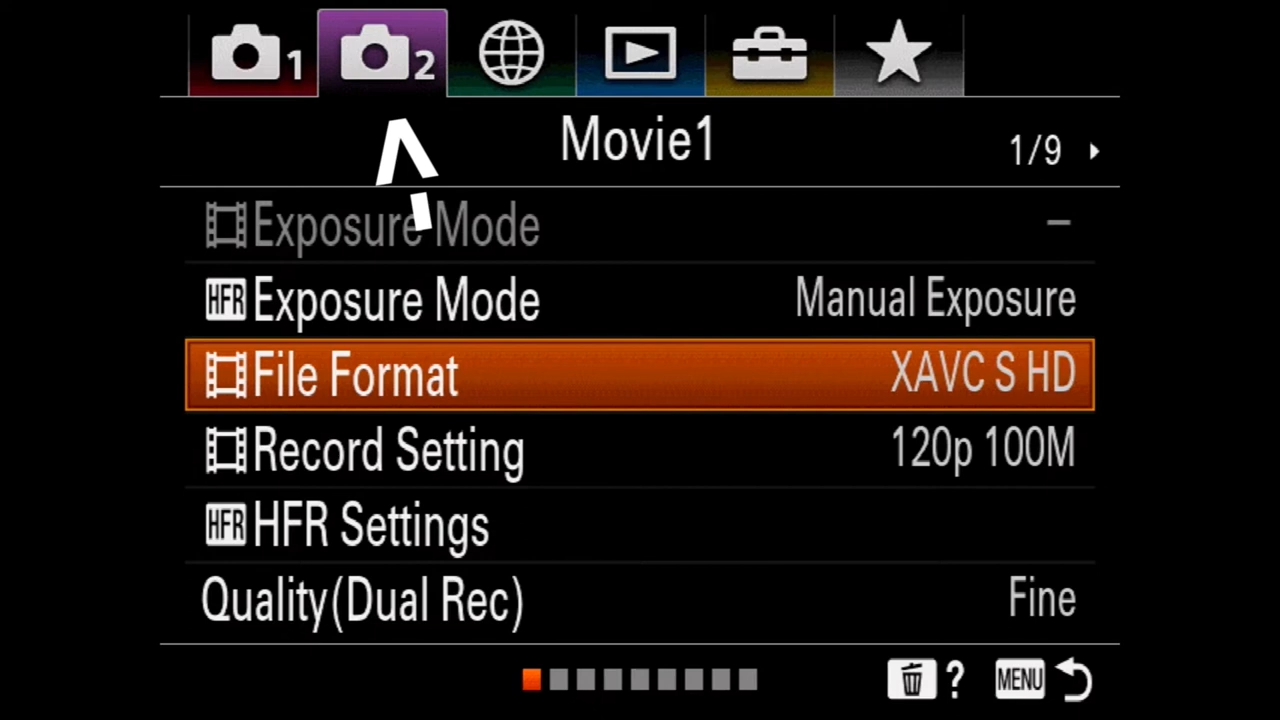 1
2
Movie1
1/9
Exposure Mode –
HFR Exposure Mode Manual Exposure
File Format XAVC S HD
Record Setting 120p 100M
HFR HFR Settings
Quality(Dual Rec) Fine
? MENU